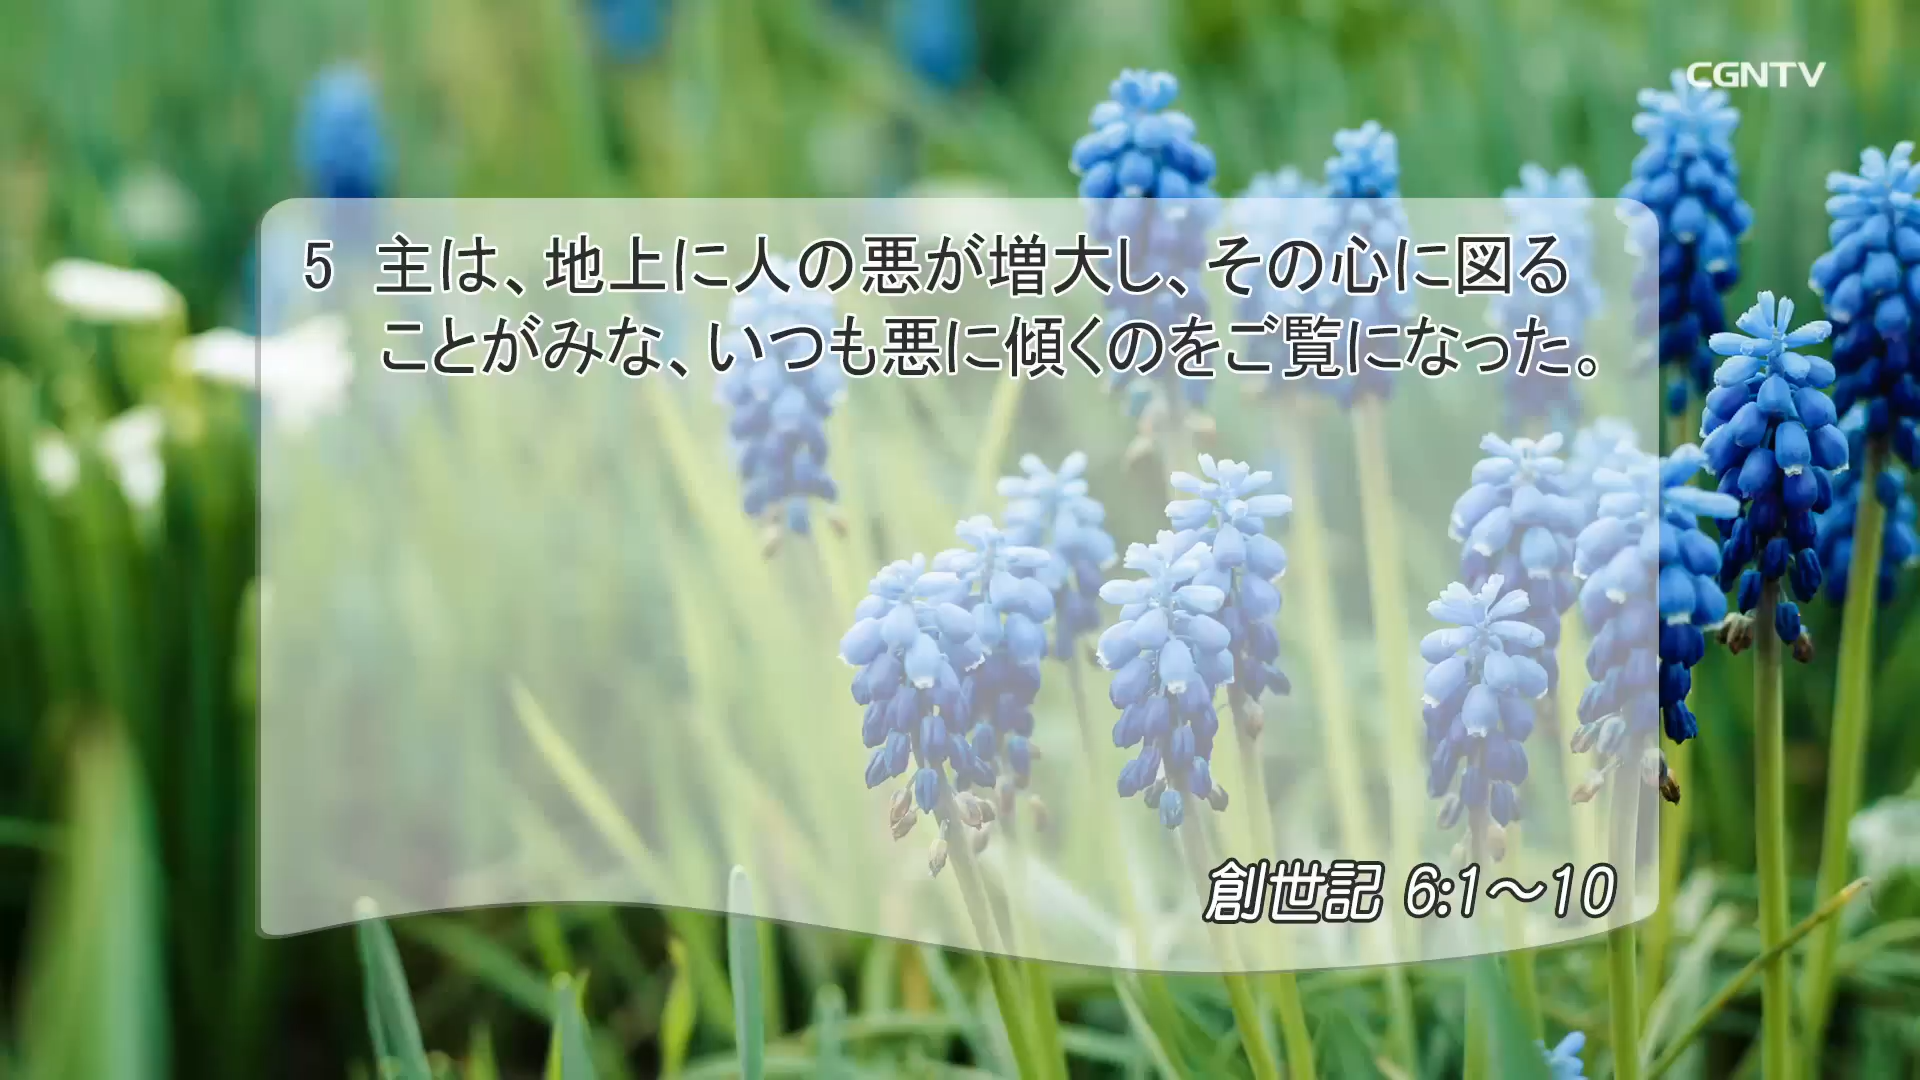 CGNTV
5 主は、地上に人の悪が増大し、その心に図る
ことがみな、いつも悪に傾くのをご覧になった。
創世記 6:1～10